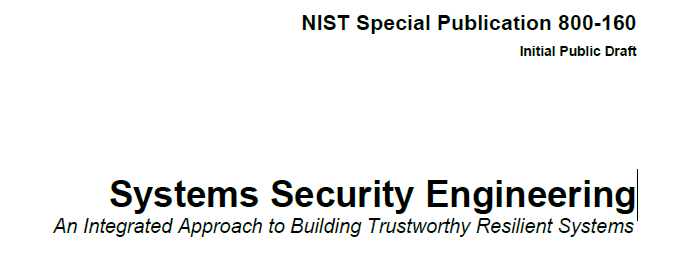 NIST Special Publication 800-160
Initial Public Draft
Systems Security Engineering
An Integrated Approach to Building Trustworthy Resilient Systems